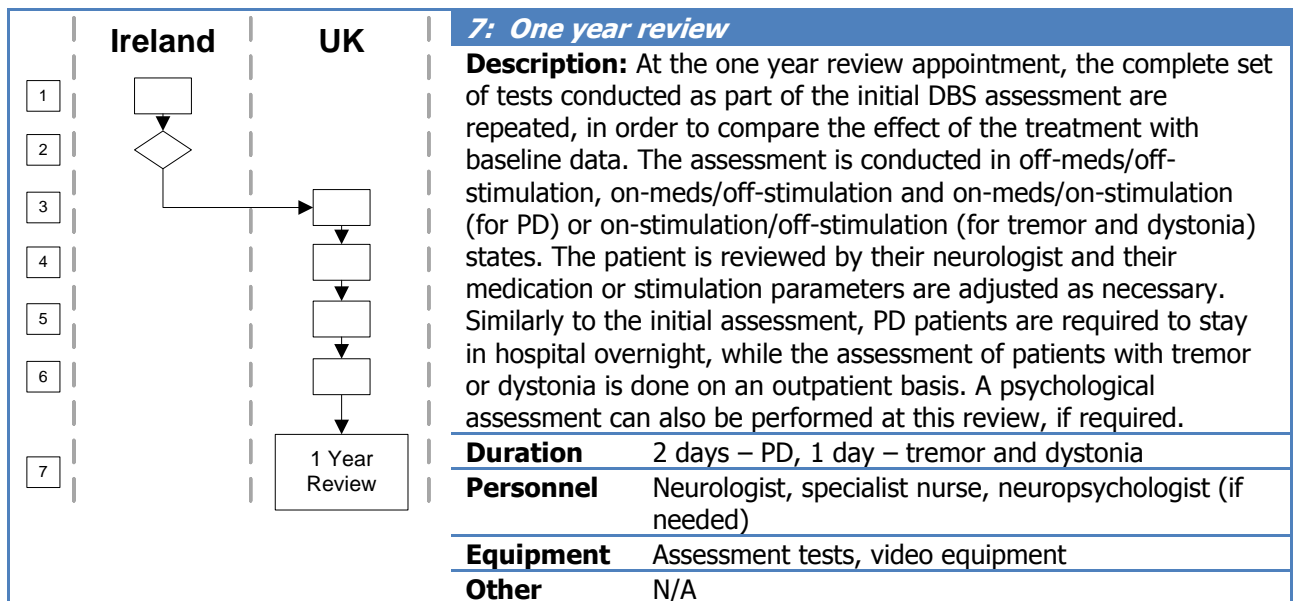 Ireland
UK
1
2
3
4
5
6
7
1 Year
Review
7: One year review
Description: At the one year review appointment, the complete set
of tests conducted as part of the initial DBS assessment are
repeated, in order to compare the effect of the treatment with
baseline data. The assessment is conducted in off-meds/off-
stimulation, on-meds/off-stimulation and on-meds/on-stimulation
(for PD) or on-stimulation/off-stimulation (for tremor and dystonia)
states. The patient is reviewed by their neurologist and their
medication or stimulation parameters are adjusted as necessary.
Similarly to the initial assessment, PD patients are required to stay
in hospital overnight, while the assessment of patients with tremor
or dystonia is done on an outpatient basis. A psychological
assessment can also be performed at this review, if required.
Duration 2 days – PD, 1 day – tremor and dystonia
Personnel Neurologist, specialist nurse, neuropsychologist (if
needed)
Equipment Assessment tests, video equipment
Other N/A